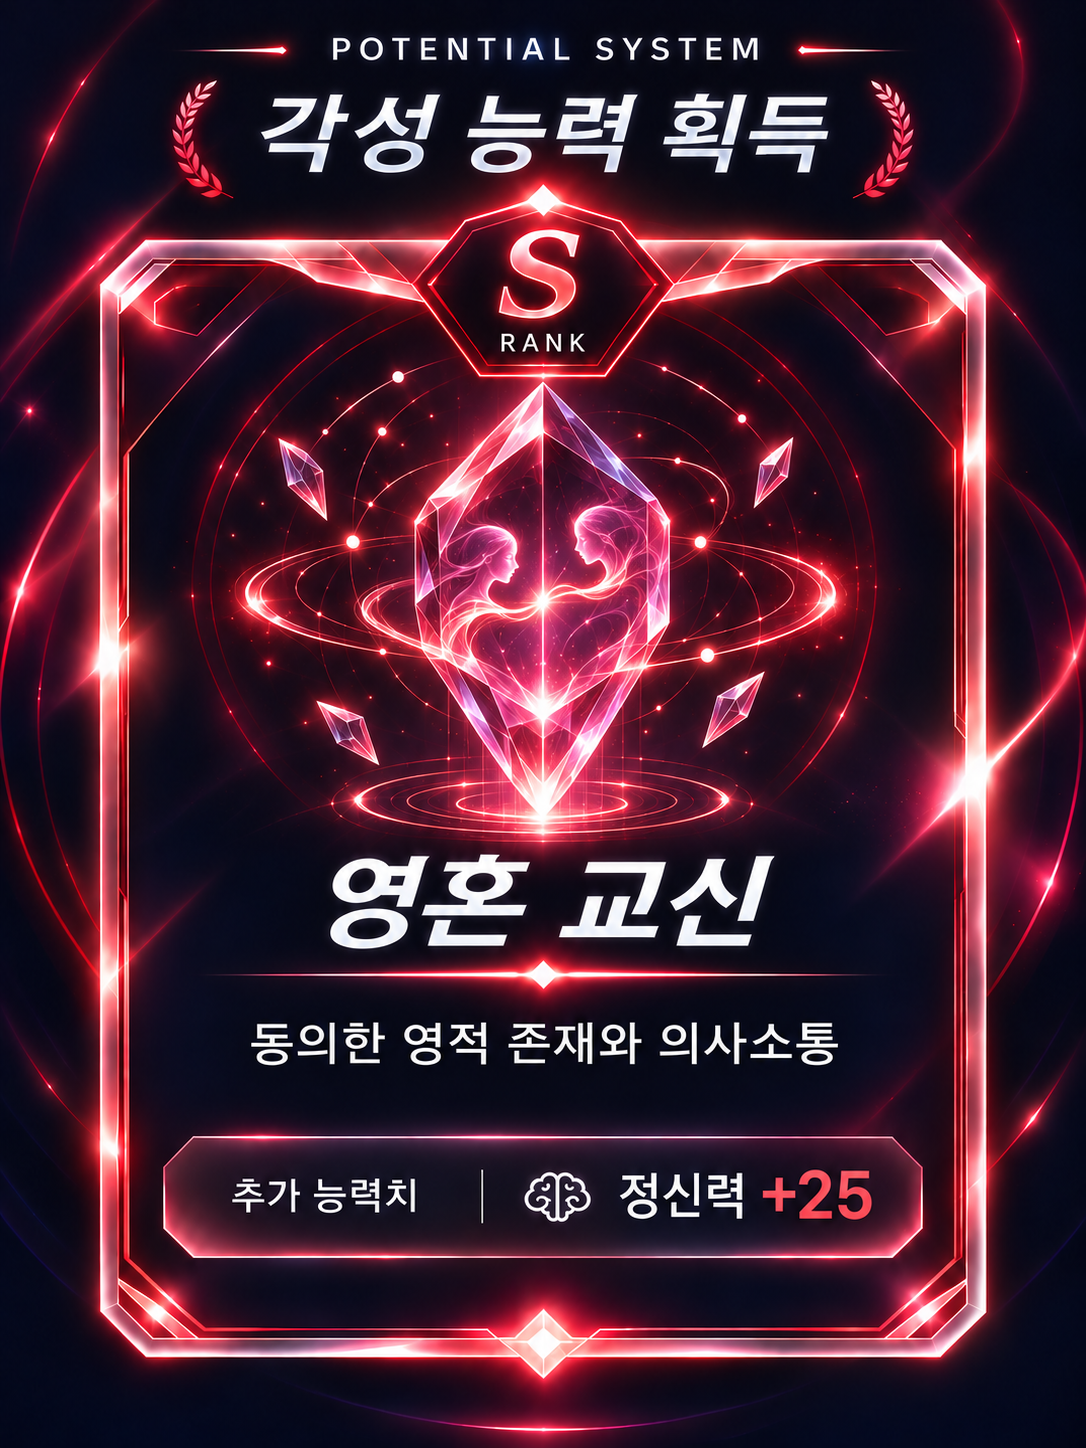 POTENTIAL SYSTEM
각성 능력 획득
S
RANK
영혼 교신
동의한 영적 존재와 의사소통
추가 능력치 정신력 +25